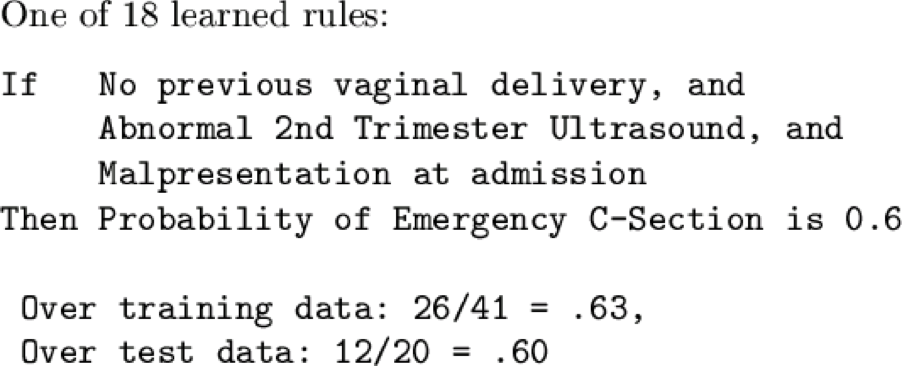 One of 18 learned rules:
If No previous vaginal delivery, and
Abnormal 2nd Trimester Ultrasound, and
Malpresentation at admission
Then Probability of Emergency C-Section is 0.6
Over training data: 26/41 = .63,
Over test data: 12/20 = .60